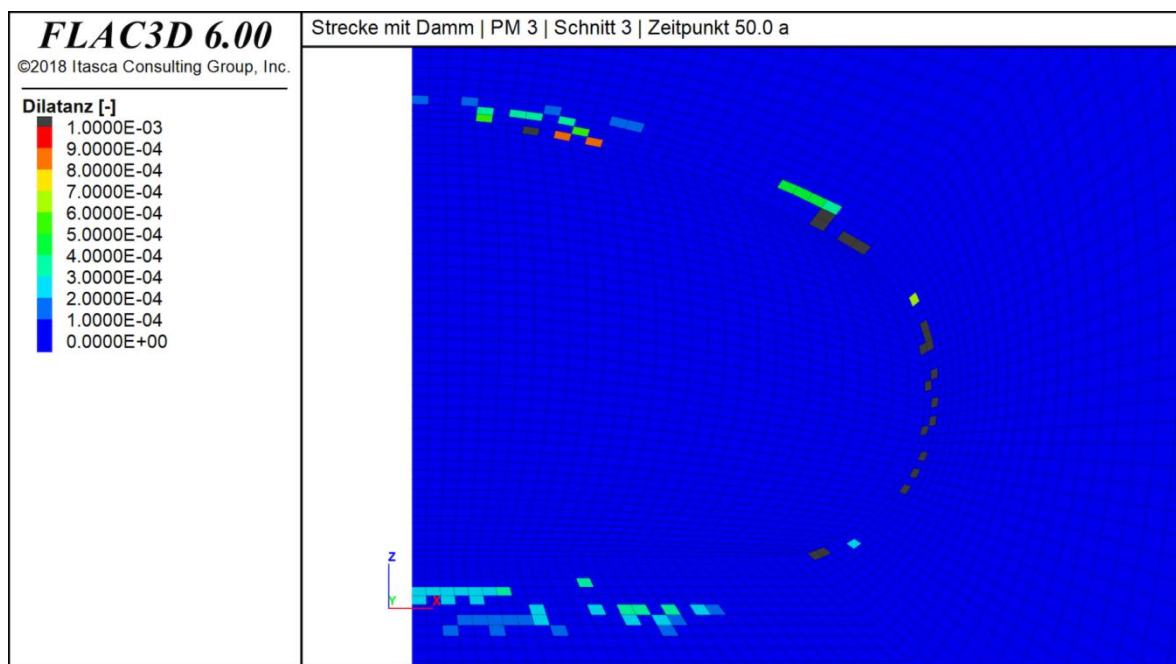 FLAC3D 6.00
©2018 Itasca Consulting Group, Inc.
Dilatanz [-]
1.0000E-03
9.0000E-04
8.0000E-04
7.0000E-04
6.0000E-04
5.0000E-04
4.0000E-04
3.0000E-04
2.0000E-04
1.0000E-04
0.0000E+00
Strecke mit Damm | PM 3 | Schnitt 3 | Zeitpunkt 50.0 a
Z
Y
X